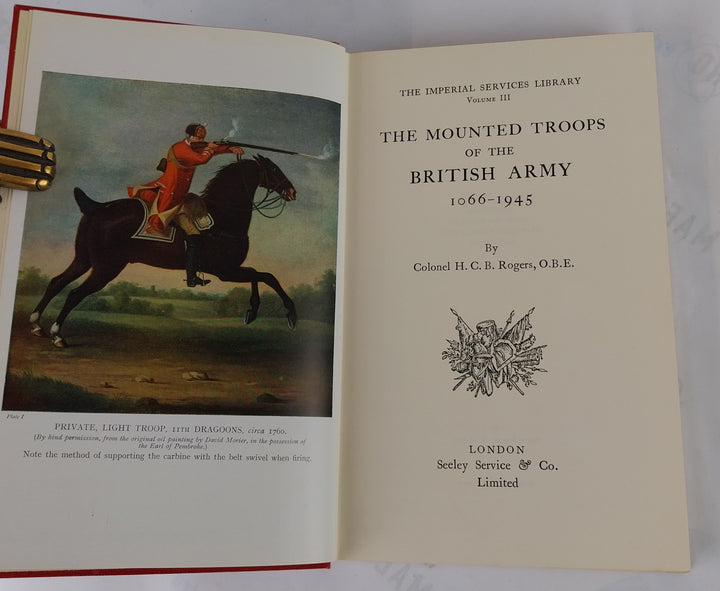 Plate I
PRIVATE, LIGHT TROOP, 11TH DRAGOONS, circa 1760.
(By kind permission, from the original oil painting by David Morier, in the possession of
the Earl of Pembroke.)
Note the method of supporting the carbine with the belt swivel when firing.
THE IMPERIAL SERVICES LIBRARY
VOLUME III
THE MOUNTED TROOPS
OF THE
BRITISH ARMY
1066-1945
By
Colonel H. C. B. Rogers, O.B.E.
LONDON
Seeley Service & Co.
Limited